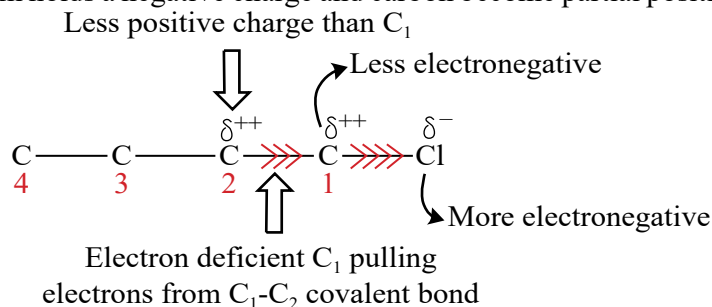 Less positive charge than C₁
Less electronegative
δ⁺⁺ δ⁺⁺ δ⁻
C C C C Cl
4 3 2 1
More electronegative
Electron deficient C₁ pulling
electrons from C₁-C₂ covalent bond